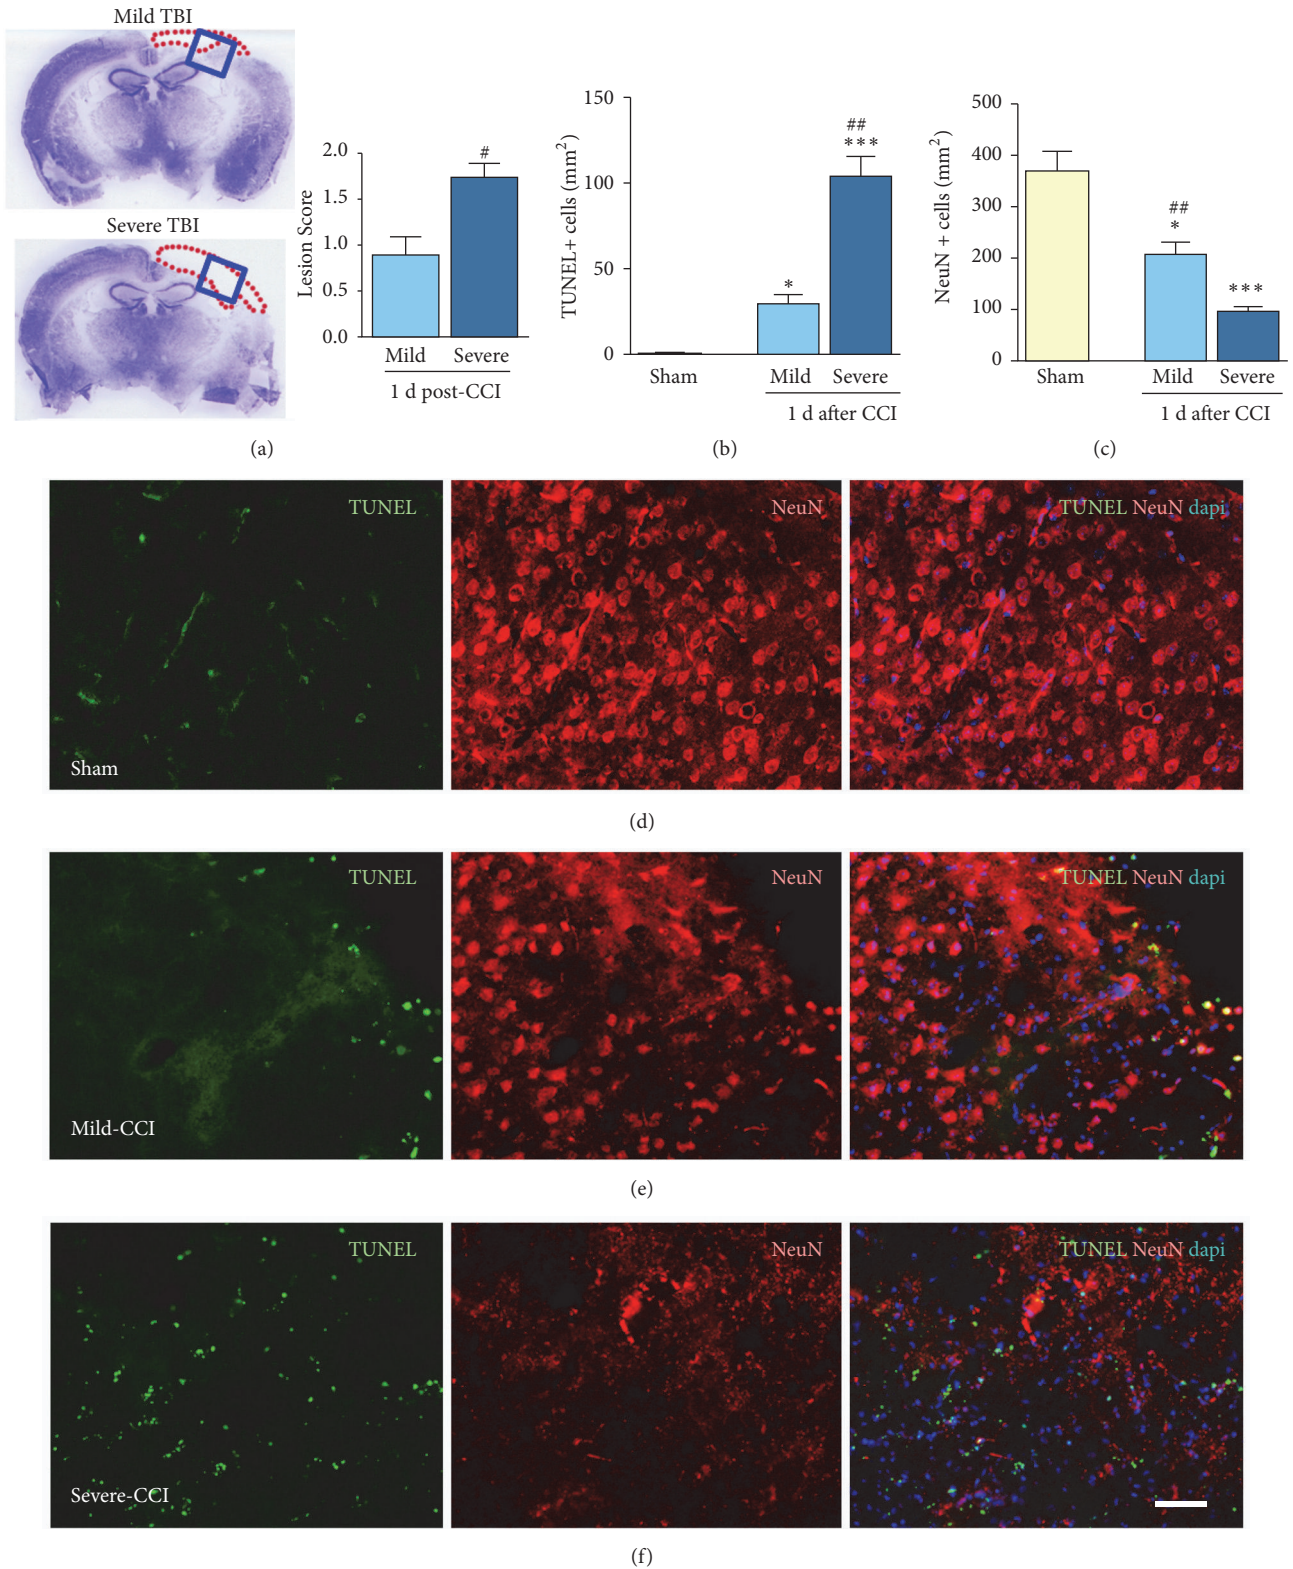 Mild TBI
Severe TBI
Lesion Score
2.0
1.5
1.0
0.5
0.0
#
Mild Severe
1 d post-CCI
(a)
TUNEL+ cells (mm²)
150
100
50
0
*
##
***
Sham Mild Severe
1 d after CCI
(b)
NeuN + cells (mm²)
500
400
300
200
100
0
##
*
***
Sham Mild Severe
1 d after CCI
(c)
TUNEL
Sham
NeuN
TUNEL NeuN dapi
(d)
TUNEL
Mild-CCI
NeuN
TUNEL NeuN dapi
(e)
TUNEL
Severe-CCI
NeuN
TUNEL NeuN dapi
(f)